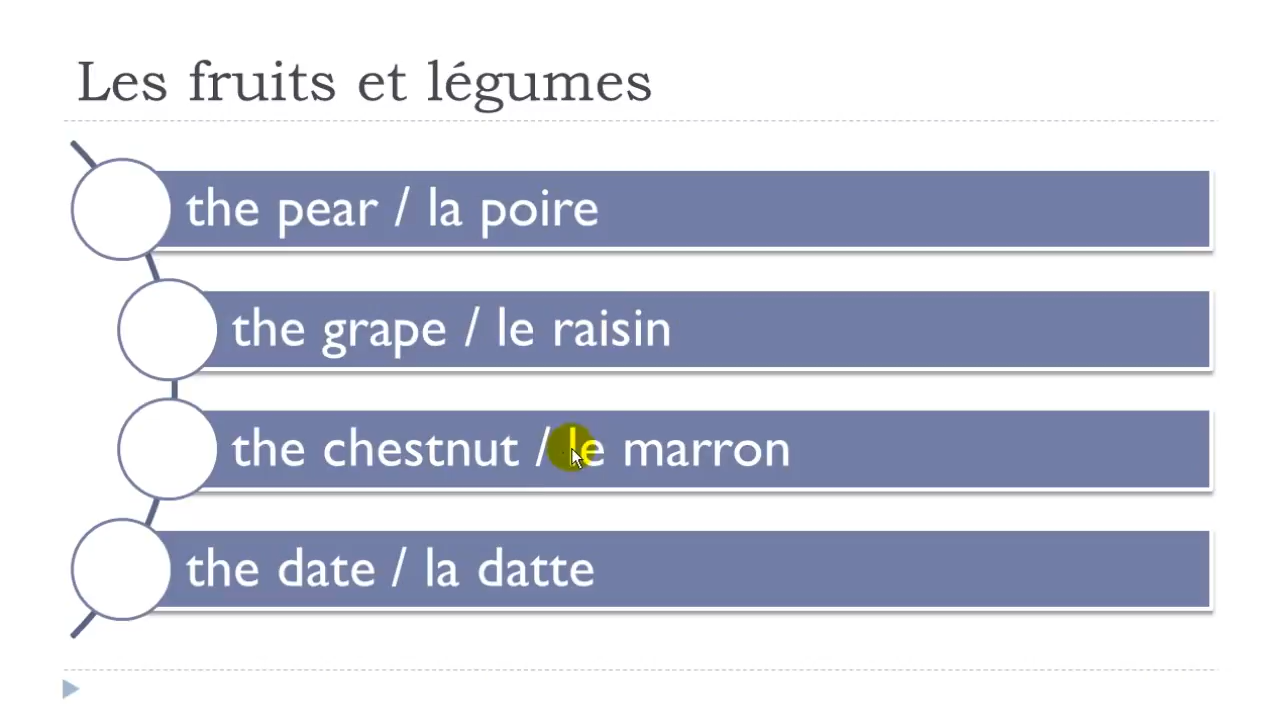 Les fruits et légumes
the pear / la poire
the grape / le raisin
the chestnut / le marron
the date / la datte